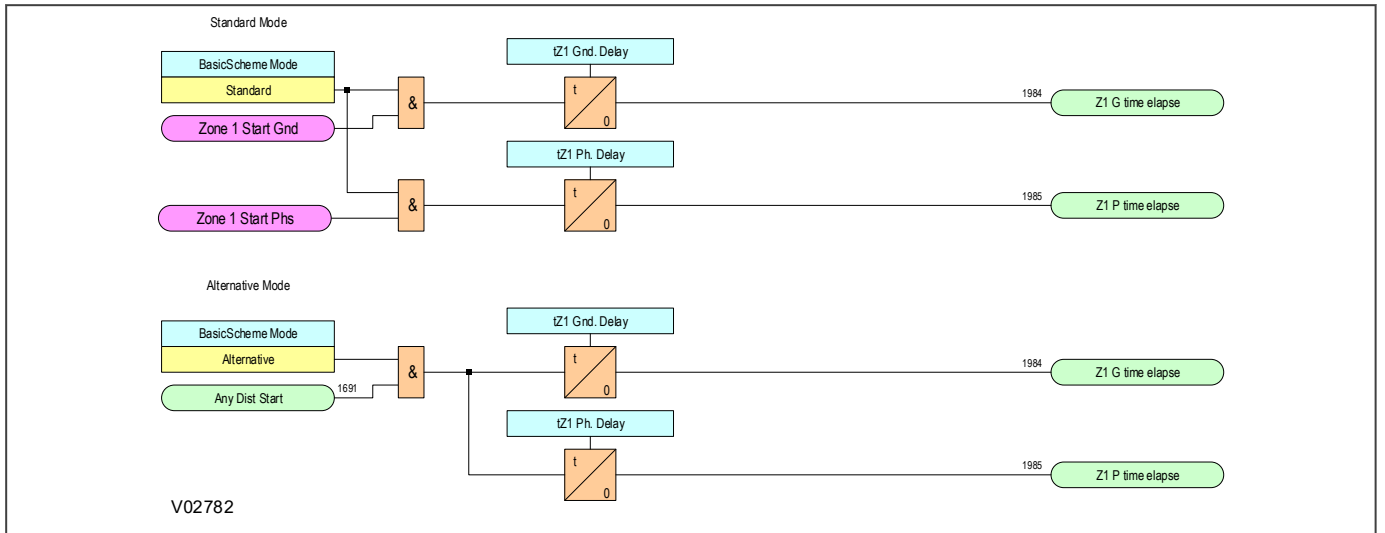 Standard Mode
tZ1 Gnd. Delay
BasicScheme Mode
Standard
&
t
0
1984
Z1 G time elapse
Zone 1 Start Gnd
tZ1 Ph. Delay
&
t
0
1985
Z1 P time elapse
Zone 1 Start Phs
Alternative Mode
tZ1 Gnd. Delay
BasicScheme Mode
Alternative
&
t
0
1984
Z1 G time elapse
1691
Any Dist Start
tZ1 Ph. Delay
t
0
1985
Z1 P time elapse
V02782